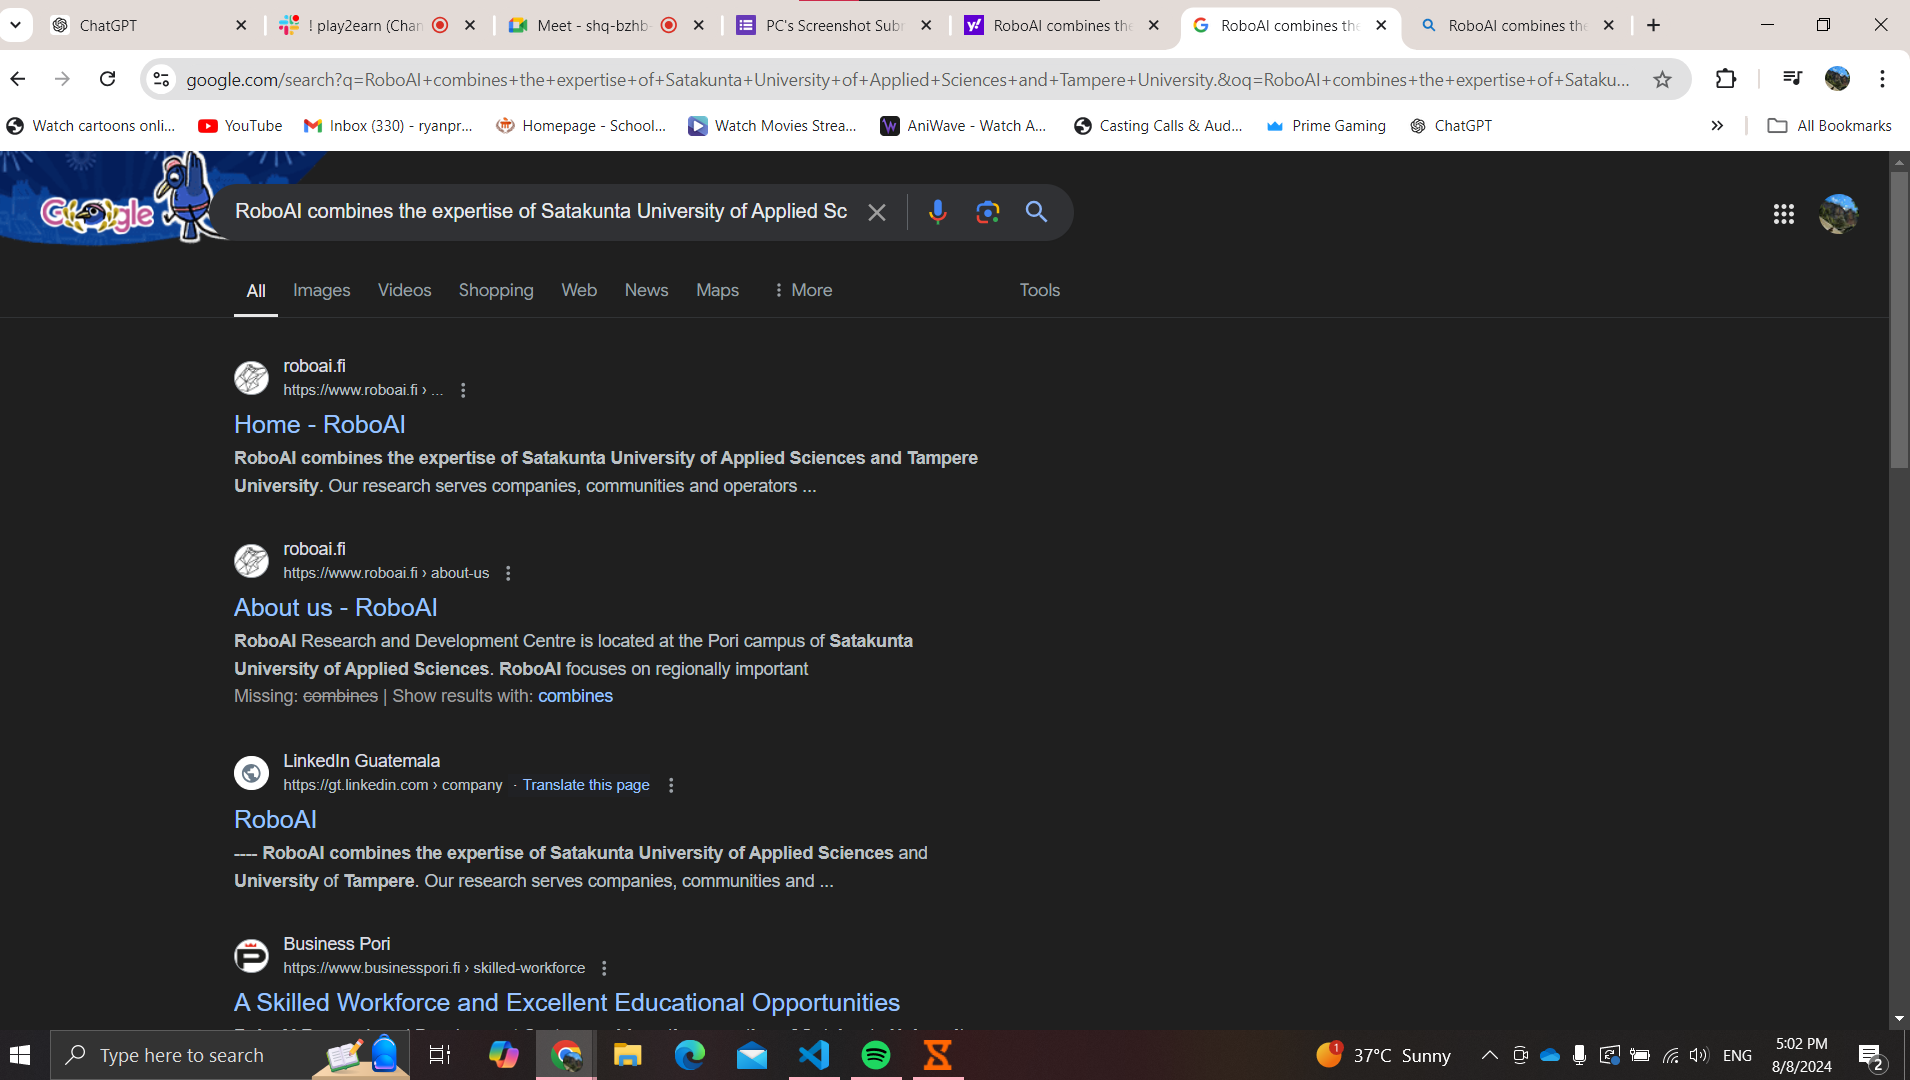 ChatGPT
! play2earn (Chan
Meet - shq-bzhb-
PC's Screenshot Subm
RoboAI combines the
RoboAI combines the
RoboAI combines the
google.com/search?q=RoboAI+combines+the+expertise+of+Satakunta+University+of+Applied+Sciences+and+Tampere+University.&oq=RoboAI+combines+the+expertise+of+Sataku...
Watch cartoons onli...
YouTube
Inbox (330) - ryanpr...
Homepage - School...
Watch Movies Strea...
AniWave - Watch A...
Casting Calls & Aud...
Prime Gaming
ChatGPT
All Bookmarks
Google
RoboAI combines the expertise of Satakunta University of Applied Sc
All
Images
Videos
Shopping
Web
News
Maps
More
Tools
roboai.fi
https://www.roboai.fi › ...
Home - RoboAI
RoboAI combines the expertise of Satakunta University of Applied Sciences and Tampere
University. Our research serves companies, communities and operators ...
roboai.fi
https://www.roboai.fi › about-us
About us - RoboAI
RoboAI Research and Development Centre is located at the Pori campus of Satakunta
University of Applied Sciences. RoboAI focuses on regionally important
Missing: combines | Show results with: combines
LinkedIn Guatemala
https://gt.linkedin.com › company · Translate this page
RoboAI
---- RoboAI combines the expertise of Satakunta University of Applied Sciences and
University of Tampere. Our research serves companies, communities and ...
Business Pori
https://www.businesspori.fi › skilled-workforce
A Skilled Workforce and Excellent Educational Opportunities
Type here to search
1
37°C Sunny
ENG
5:02 PM
8/8/2024
2